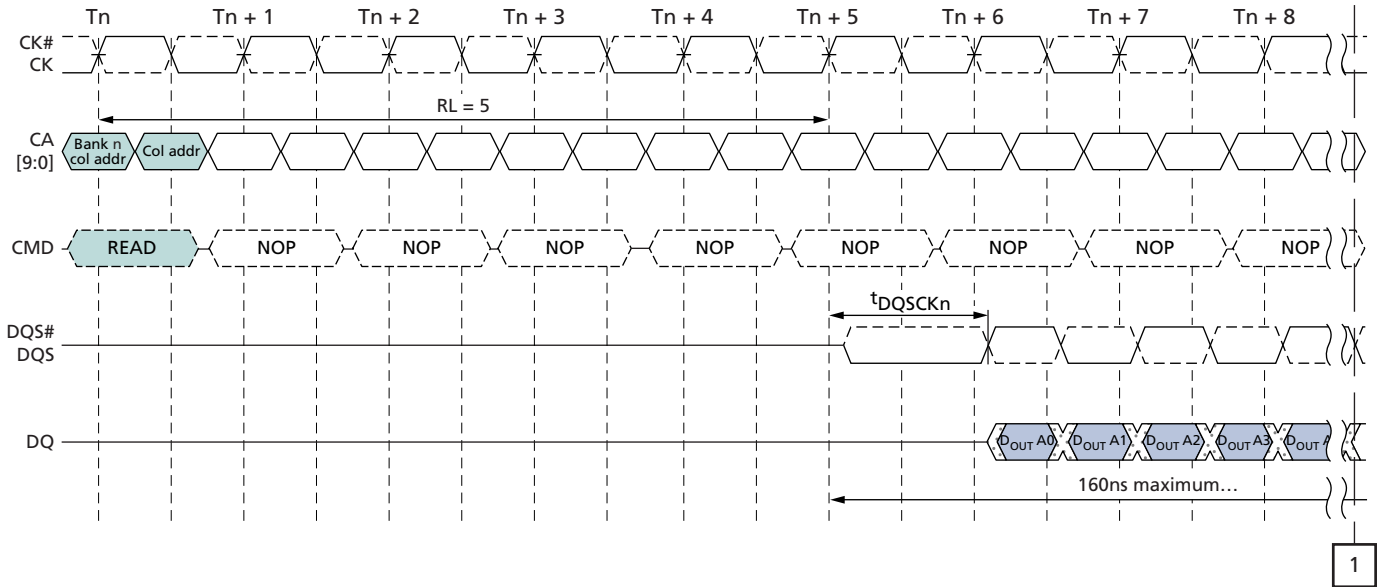 Tn Tn + 1 Tn + 2 Tn + 3 Tn + 4 Tn + 5 Tn + 6 Tn + 7 Tn + 8
CK#
CK
RL = 5
CA
[9:0]
Bank n
col addr
Col addr
CMD READ NOP NOP NOP NOP NOP NOP NOP NOP
tDQSCKn
DQS#
DQS
DQ DOUT A0 DOUT A1 DOUT A2 DOUT A3 DOUT A
160ns maximum…
1